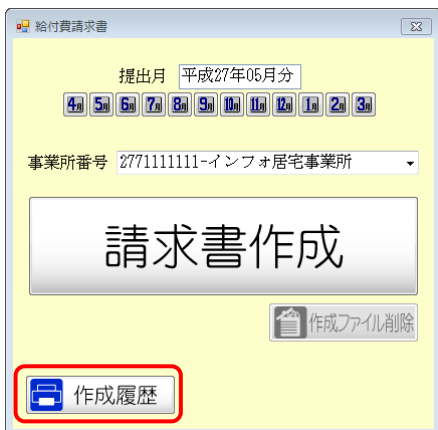 給付費請求書
提出月 平成27年05月分
4月 5月 6月 7月 8月 9月 10月 11月 12月 1月 2月 3月
事業所番号 2771111111-インフォ居宅事業所
請求書作成
作成ファイル削除
作成履歴